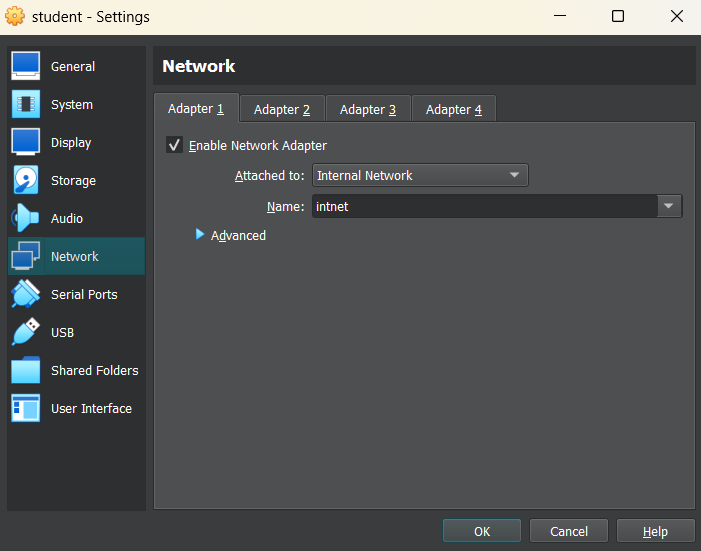 student - Settings
General
System
Display
Storage
Audio
Network
Serial Ports
USB
Shared Folders
User Interface
Network
Adapter 1 Adapter 2 Adapter 3 Adapter 4
Enable Network Adapter
Attached to: Internal Network
Name: intnet
Advanced
OK Cancel Help